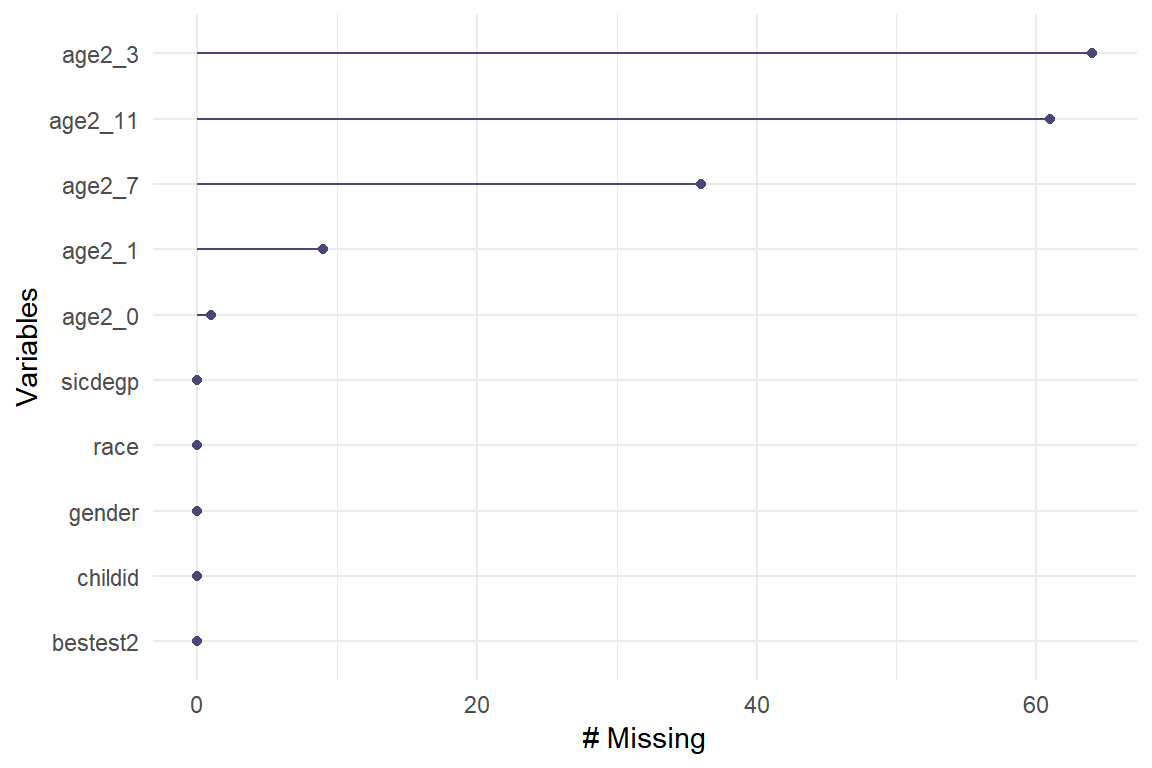 age2_3
age2_11
age2_7
age2_1
age2_0
sicdegp
race
gender
childid
bestest2
Variables
0 20 40 60
# Missing